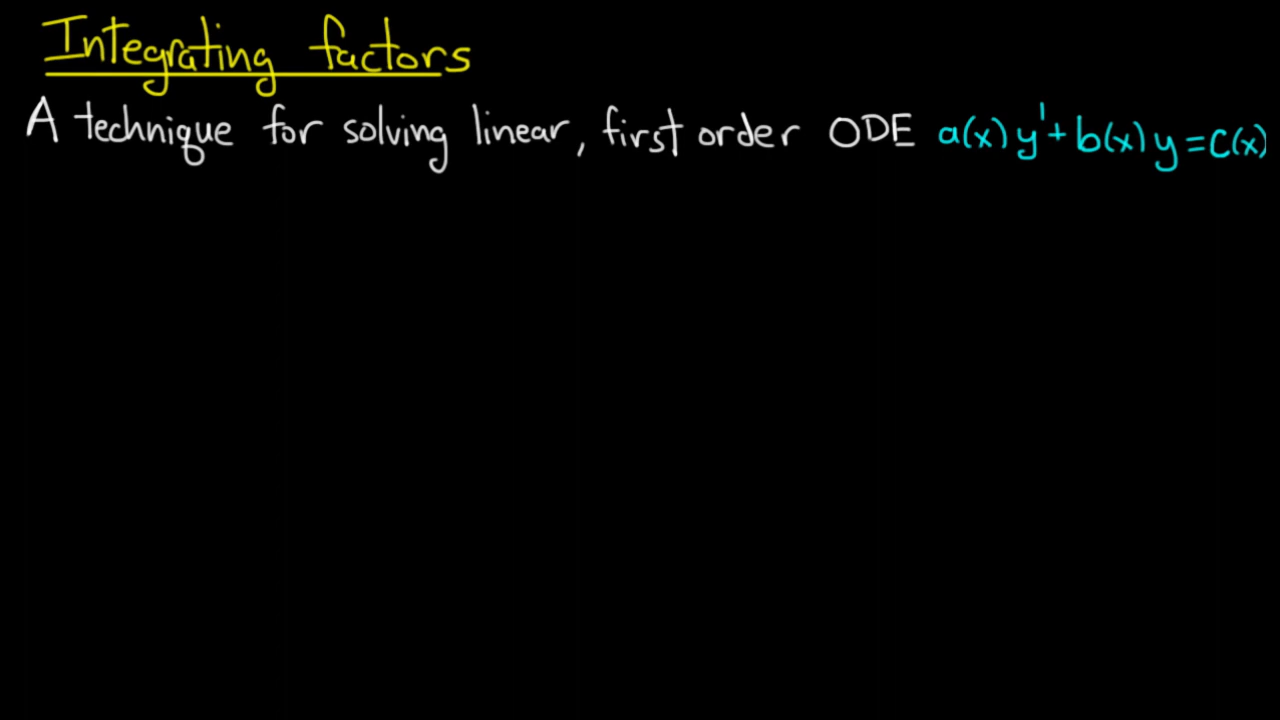 Integrating factors
A technique for solving linear, first order ODE a(x) y' + b(x) y = c(x)